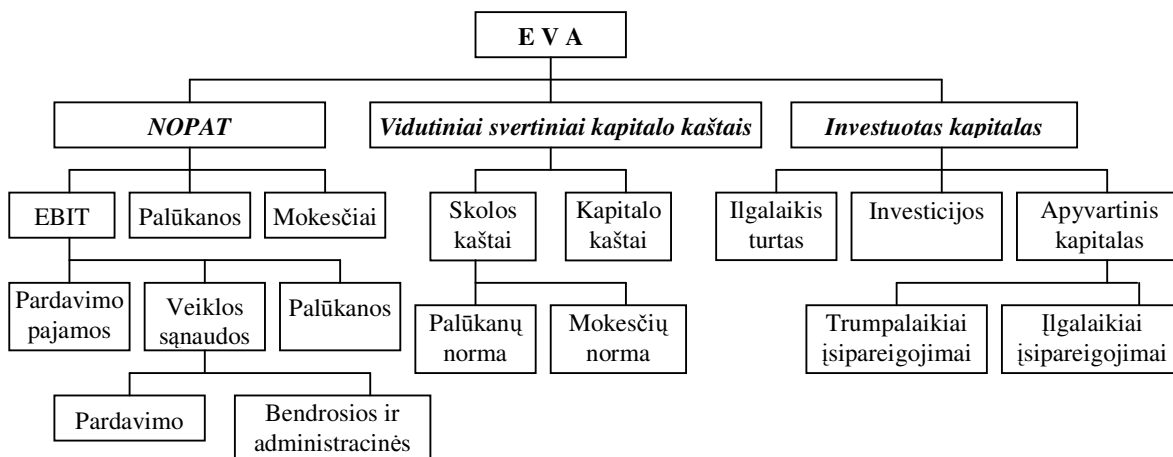 E V A
NOPAT
Vidutiniai svertiniai kapitalo kaštais
Investuotas kapitalas
EBIT
Palūkanos
Mokesčiai
Skolos
kaštai
Kapitalo
kaštai
Ilgalaikis
turtas
Investicijos
Apyvartinis
kapitalas
Pardavimo
pajamos
Veiklos
sąnaudos
Palūkanos
Palūkanų
norma
Mokesčių
norma
Trumpalaikiai
įsipareigojimai
Įlgalaikiai
įsipareigojimai
Pardavimo
Bendrosios ir
administracinės